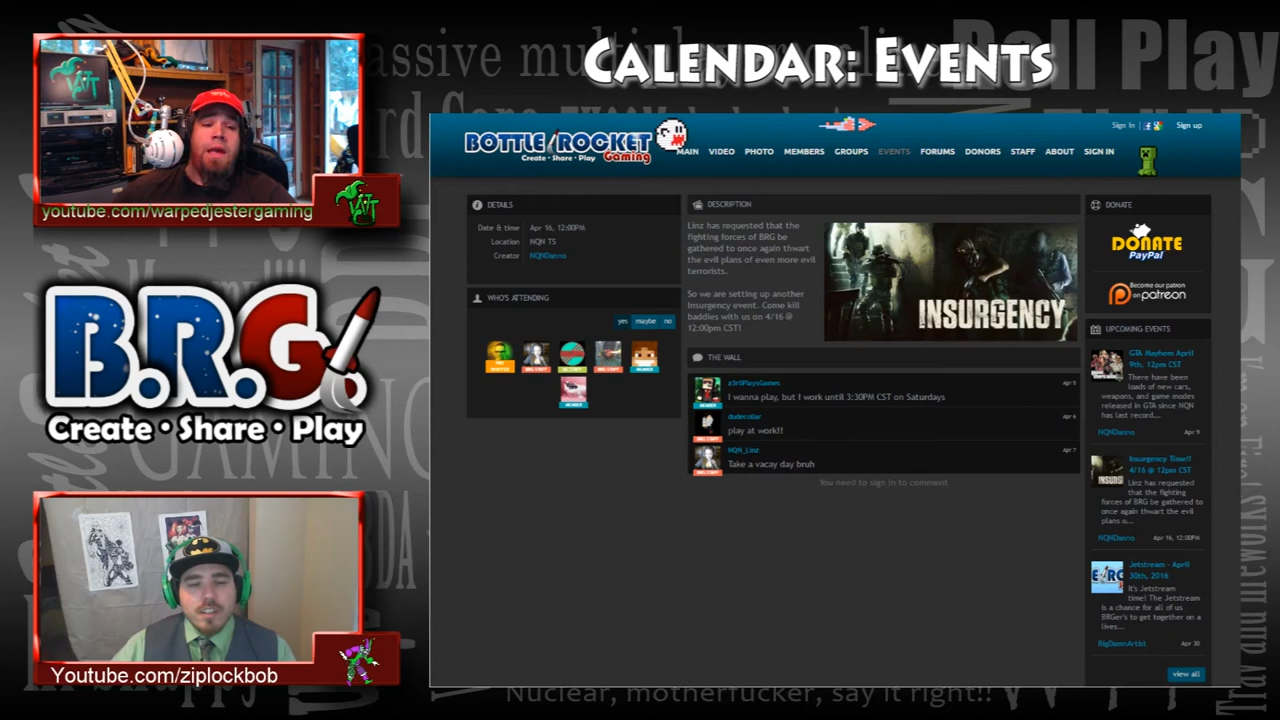 Calendar: Events
youtube.com/warpedjestergaming
B.R.G.
Create • Share • Play
Youtube.com/ziplockbob
BOTTLE ROCKET
Gaming
Create • Share • Play
Sign In
Sign up
MAIN VIDEO PHOTO MEMBERS GROUPS EVENTS FORUMS DONORS STAFF ABOUT SIGN IN
DETAILS
Date & time Apr 16, 12:00PM
Location NQN TS
Creator NQNDanno
WHO'S ATTENDING
yes maybe no
DESCRIPTION
Linz has requested that the
fighting forces of BRG be
gathered to once again thwart
the evil plans of even more evil
terrorists.
So we are setting up another
Insurgency event. Come kill
baddies with us on 4/16 @
12:00pm CST!
INSURGENCY
THE WALL
z3r0PlaysGames Apr 5
I wanna play, but I work until 3:30PM CST on Saturdays
dudecollar Apr 6
play at work!!
NQN_Linz Apr 7
Take a vacay day bruh
You need to sign in to comment.
DONATE
DONATE
PayPal
Become our patron
on patreon
UPCOMING EVENTS
GTA Mayhem April
9th, 12pm CST
There have been
loads of new cars,
weapons, and game
modes
released in GTA since NQN
has last record...
NQNDanno Apr 9
Insurgency Time!!
4/16 @ 12pm CST
Linz has requested
that the fighting
forces of BRG be gathered to
once again thwart the evil
plans o...
NQNDanno Apr 16, 12:00PM
Jetstream - April
30th, 2016
It's Jetstream
time! The Jetstream
is a chance for all of us
BRGer's to get together on a
lives...
BigDamnArtist Apr 30
view all
Roll Play
Nuclear, motherfucker, say it right!!